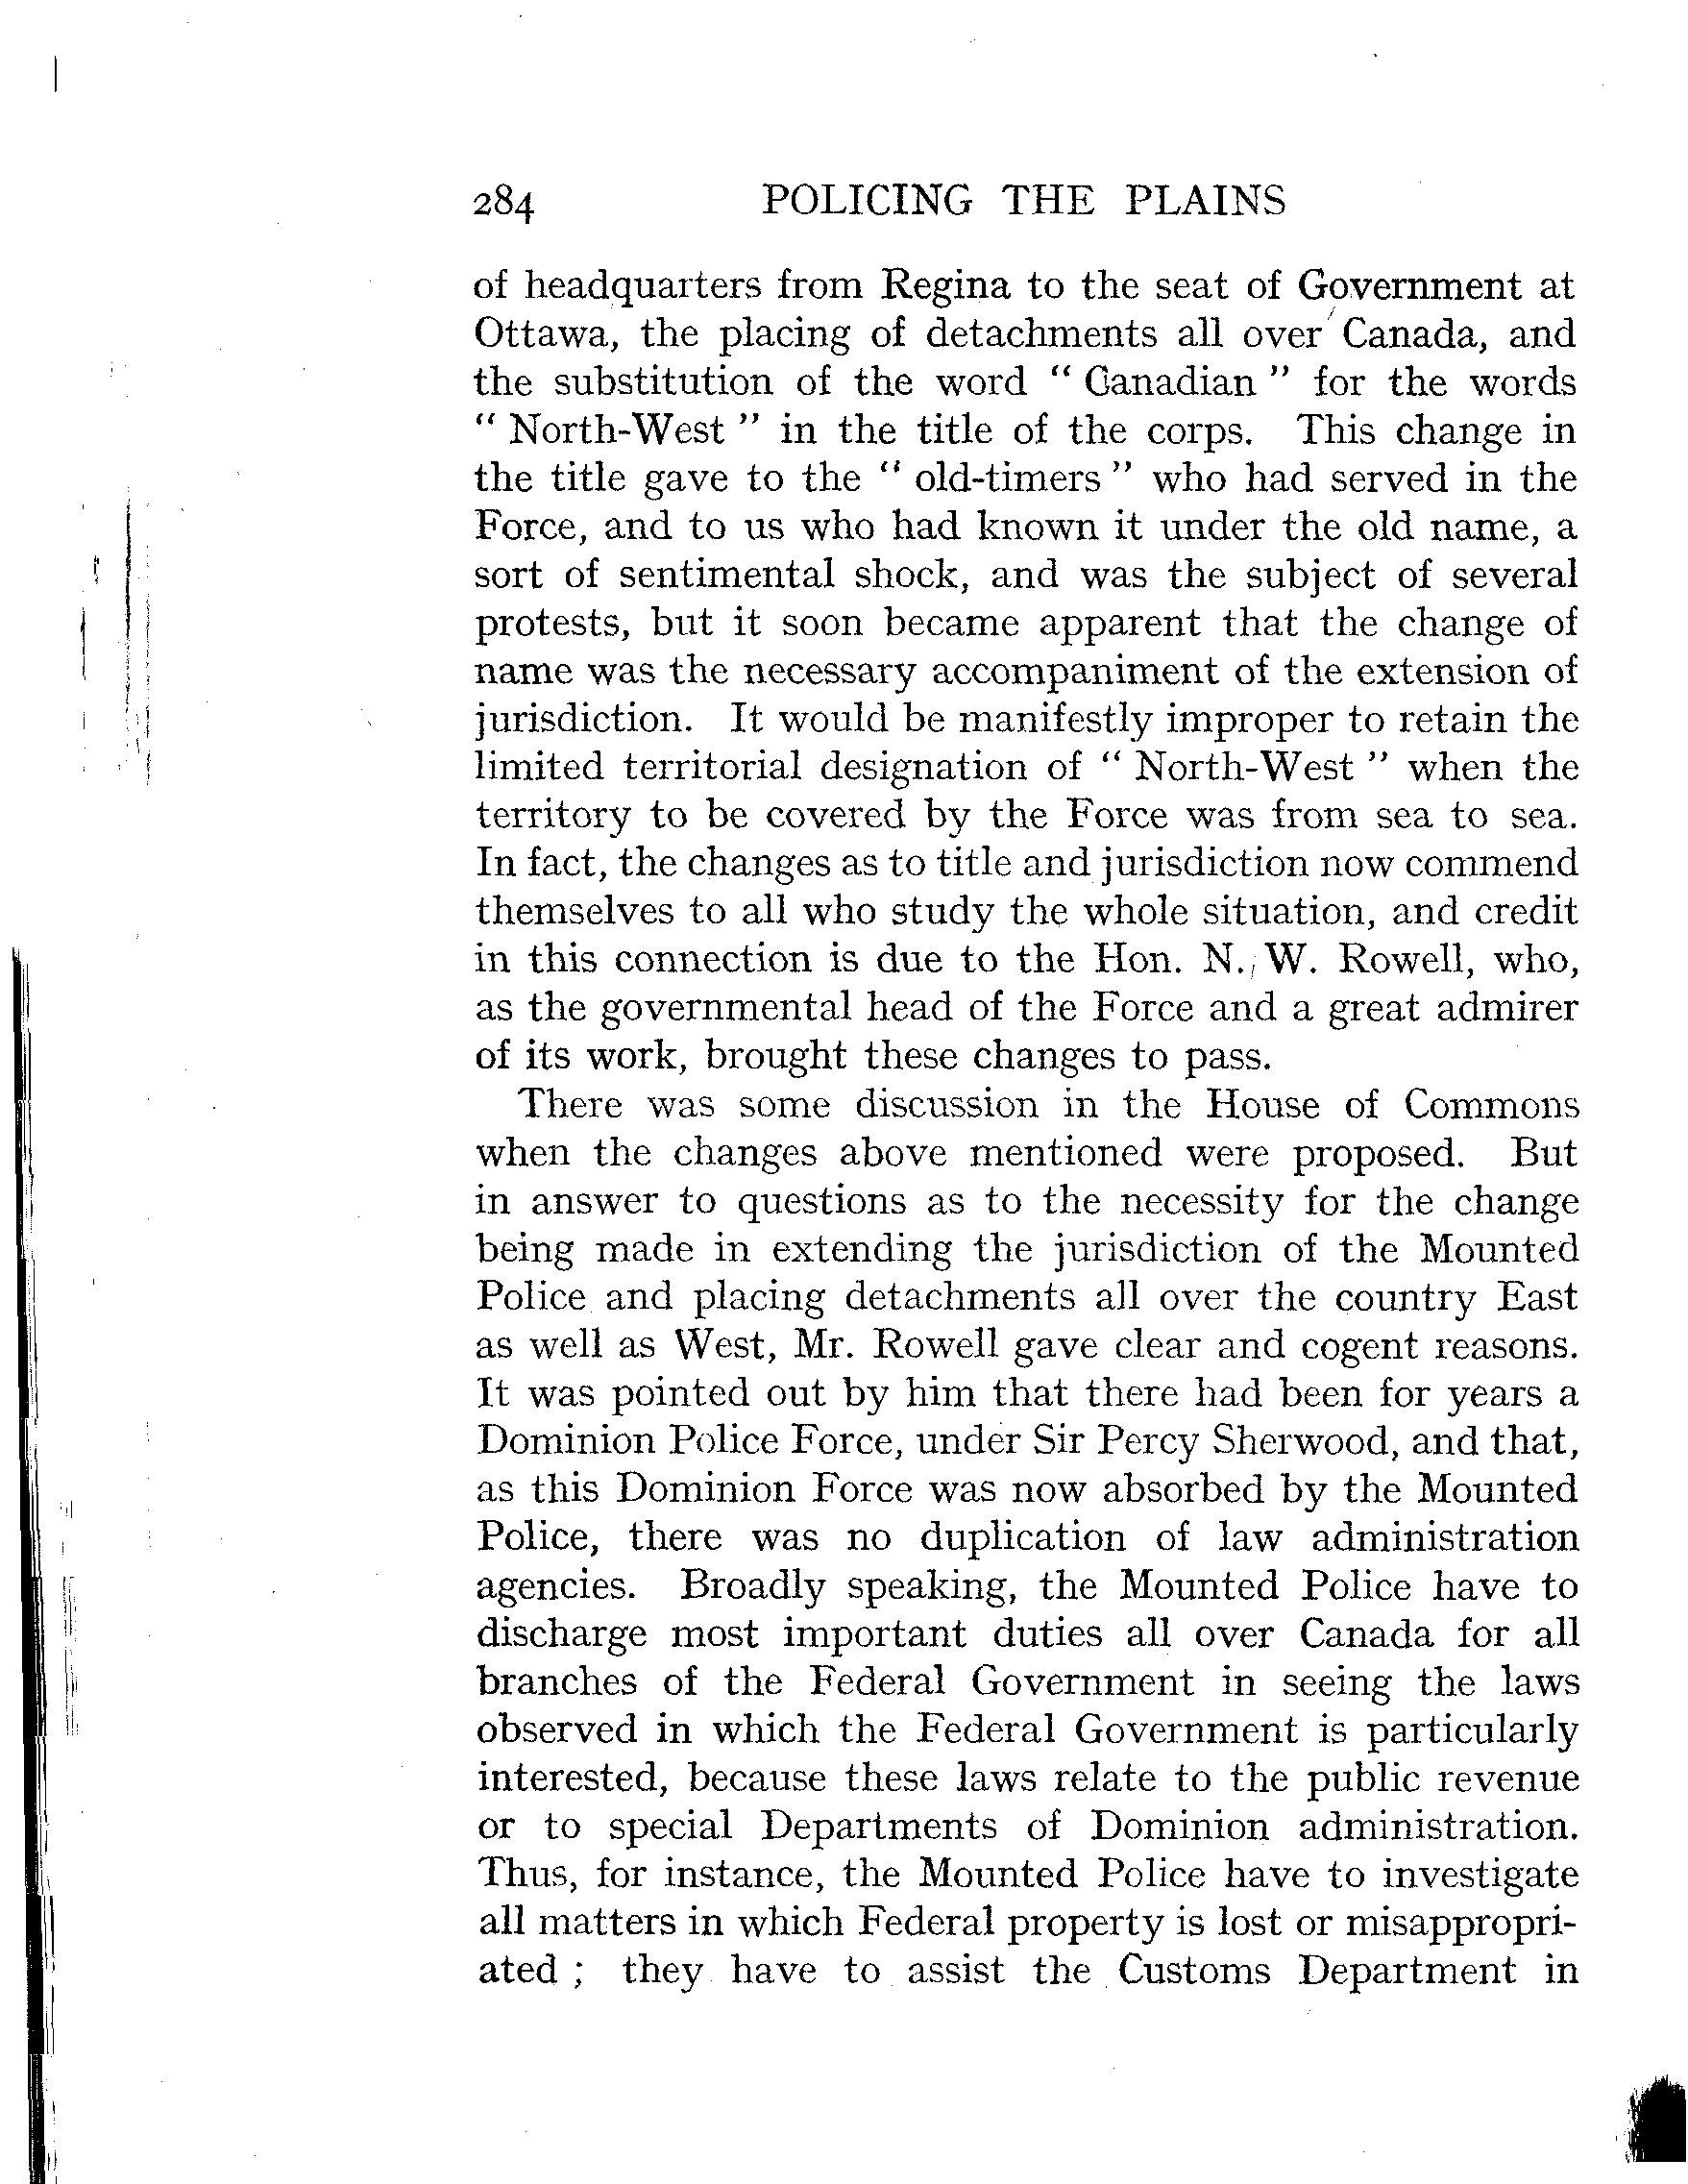 284 POLICING THE PLAINS
of headquarters from Regina to the seat of Government at
Ottawa, the placing of detachments all over Canada, and
the substitution of the word " Canadian " for the words
" North-West " in the title of the corps. This change in
the title gave to the " old-timers " who had served in the
Force, and to us who had known it under the old name, a
sort of sentimental shock, and was the subject of several
protests, but it soon became apparent that the change of
name was the necessary accompaniment of the extension of
jurisdiction. It would be manifestly improper to retain the
limited territorial designation of " North-West " when the
territory to be covered by the Force was from sea to sea.
In fact, the changes as to title and jurisdiction now commend
themselves to all who study the whole situation, and credit
in this connection is due to the Hon. N. W. Rowell, who,
as the governmental head of the Force and a great admirer
of its work, brought these changes to pass.
There was some discussion in the House of Commons
when the changes above mentioned were proposed. But
in answer to questions as to the necessity for the change
being made in extending the jurisdiction of the Mounted
Police and placing detachments all over the country East
as well as West, Mr. Rowell gave clear and cogent reasons.
It was pointed out by him that there had been for years a
Dominion Police Force, under Sir Percy Sherwood, and that,
as this Dominion Force was now absorbed by the Mounted
Police, there was no duplication of law administration
agencies. Broadly speaking, the Mounted Police have to
discharge most important duties all over Canada for all
branches of the Federal Government in seeing the laws
observed in which the Federal Government is particularly
interested, because these laws relate to the public revenue
or to special Departments of Dominion administration.
Thus, for instance, the Mounted Police have to investigate
all matters in which Federal property is lost or misappropri-
ated ; they have to assist the Customs Department in